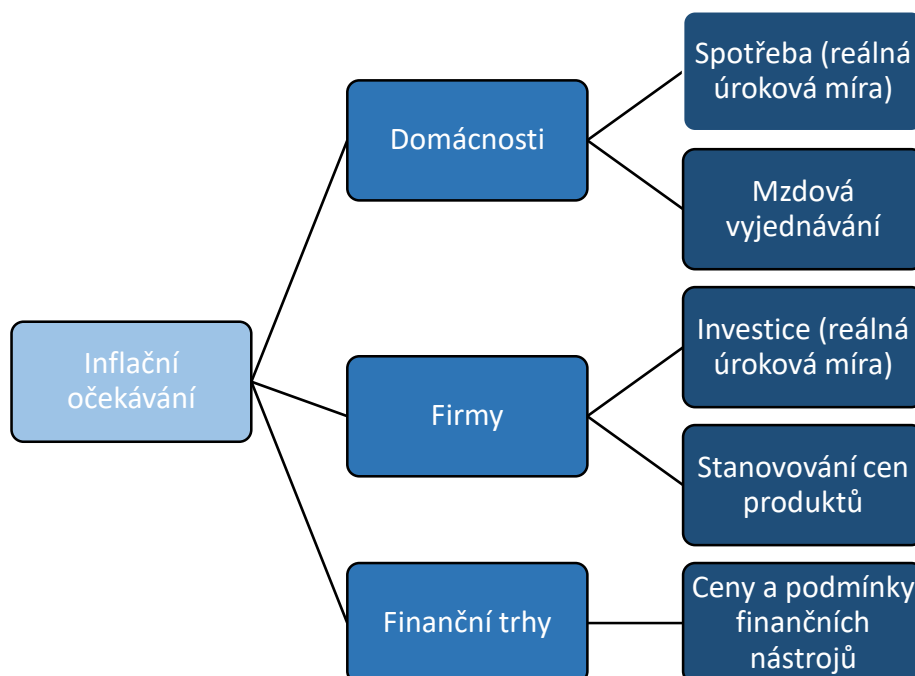 Inflační
očekávání
Domácnosti
Spotřeba (reálná
úroková míra)
Mzdová
vyjednávání
Firmy
Investice (reálná
úroková míra)
Stanovování cen
produktů
Finanční trhy
Ceny a podmínky
finančních
nástrojů